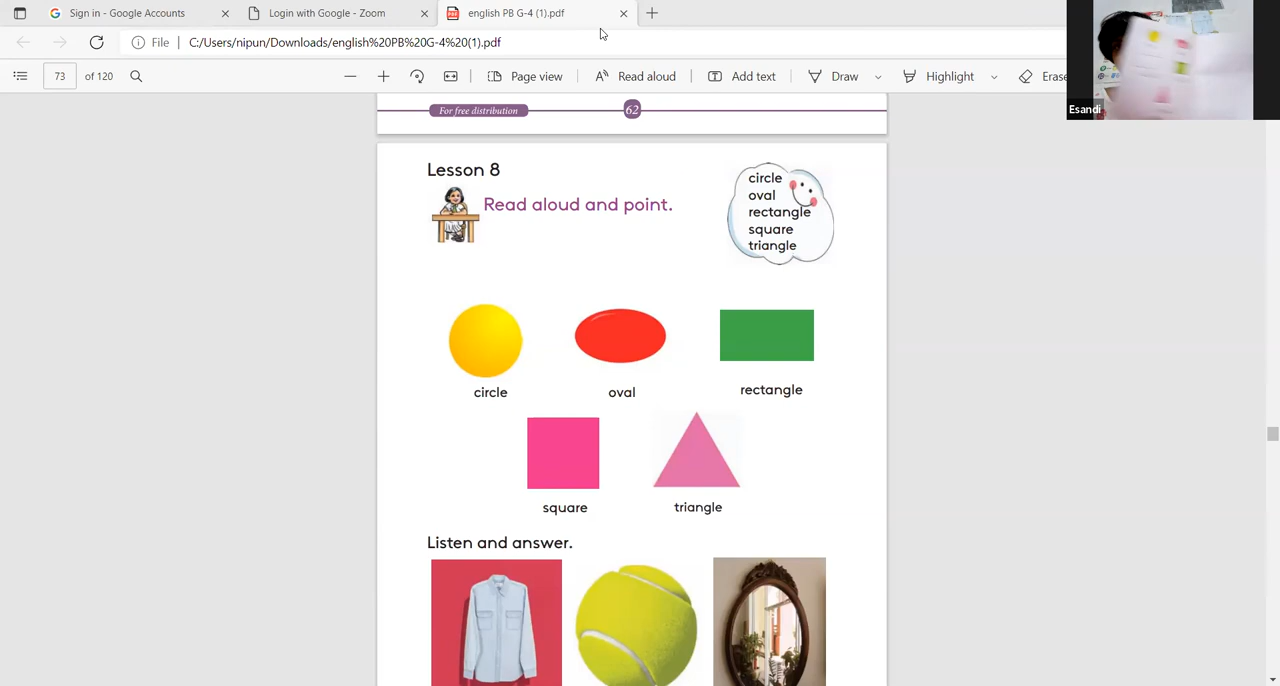 Sign in - Google Accounts
Login with Google - Zoom
english PB G-4 (1).pdf
File
C:/Users/nipun/Downloads/english%20PB%20G-4%20(1).pdf
73 of 120
Page view
Read aloud
Add text
Draw
Highlight
Erase
Esandi
For free distribution
62
Lesson 8
Read aloud and point.
circle
oval
rectangle
square
triangle
circle
oval
rectangle
square
triangle
Listen and answer.